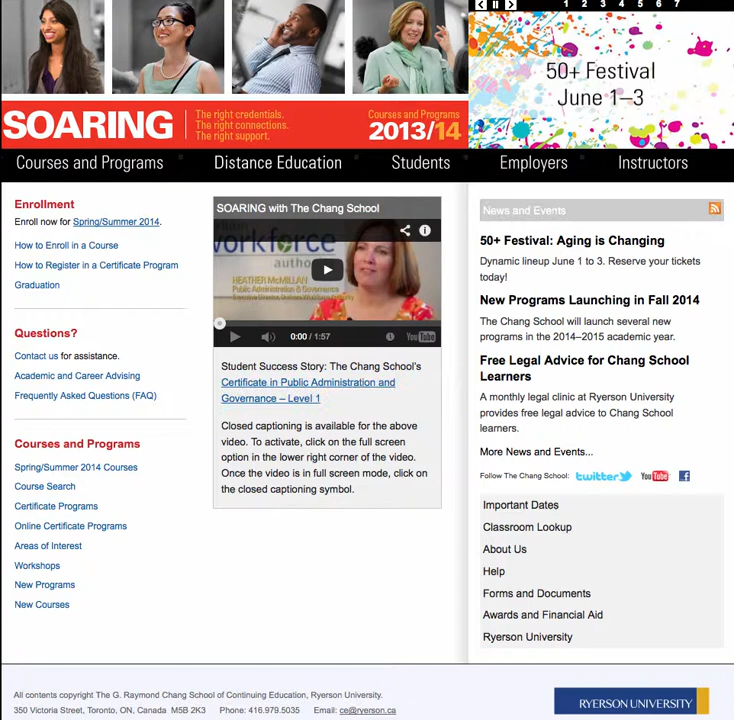 1 2 3 4 5 6 7
50+ Festival
June 1–3
SOARING
The right credentials.
The right connections.
The right support.
Courses and Programs
2013/14
Courses and Programs
Distance Education
Students
Employers
Instructors
Enrollment
Enroll now for Spring/Summer 2014.
How to Enroll in a Course
How to Register in a Certificate Program
Graduation
Questions?
Contact us for assistance.
Academic and Career Advising
Frequently Asked Questions (FAQ)
Courses and Programs
Spring/Summer 2014 Courses
Course Search
Certificate Programs
Online Certificate Programs
Areas of Interest
Workshops
New Programs
New Courses
SOARING with The Chang School
workforce
autho
HEATHER McMILLAN
Public Administration & Governance
0:00 / 1:57
YouTube
Student Success Story: The Chang School's
Certificate in Public Administration and
Governance – Level 1
Closed captioning is available for the above
video. To activate, click on the full screen
option in the lower right corner of the video.
Once the video is in full screen mode, click on
the closed captioning symbol.
News and Events
50+ Festival: Aging is Changing
Dynamic lineup June 1 to 3. Reserve your tickets
today!
New Programs Launching in Fall 2014
The Chang School will launch several new
programs in the 2014–2015 academic year.
Free Legal Advice for Chang School
Learners
A monthly legal clinic at Ryerson University
provides free legal advice to Chang School
learners.
More News and Events...
Follow The Chang School: twitter YouTube f
Important Dates
Classroom Lookup
About Us
Help
Forms and Documents
Awards and Financial Aid
Ryerson University
All contents copyright The G. Raymond Chang School of Continuing Education, Ryerson University.
350 Victoria Street, Toronto, ON, Canada M5B 2K3 Phone: 416.979.5035 Email: ce@ryerson.ca
RYERSON UNIVERSITY